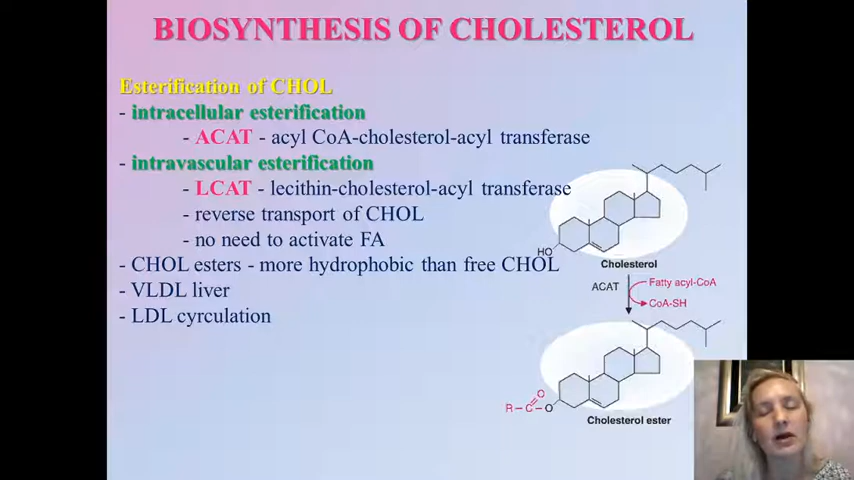 BIOSYNTHESIS OF CHOLESTEROL
Esterification of CHOL
- intracellular esterification
- ACAT - acyl CoA-cholesterol-acyl transferase
- intravascular esterification
- LCAT - lecithin-cholesterol-acyl transferase
- reverse transport of CHOL
- no need to activate FA
- CHOL esters - more hydrophobic than free CHOL
- VLDL liver
- LDL cyrculation
HO
Cholesterol
ACAT
Fatty acyl-CoA
CoA-SH
O
R-C-O
Cholesterol ester